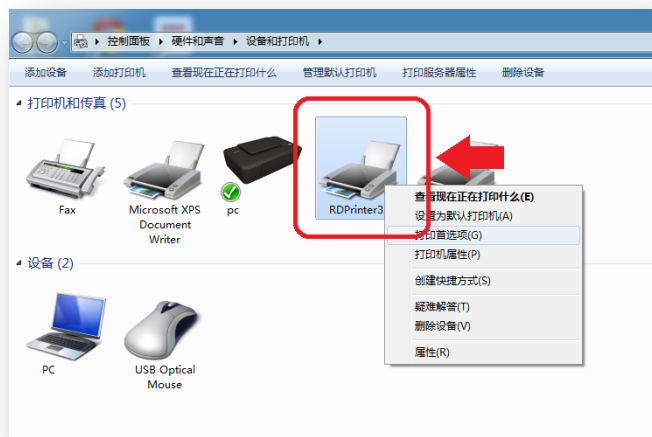 控制面板 ▸ 硬件和声音 ▸ 设备和打印机 ▸
添加设备 添加打印机 查看现在正在打印什么 管理默认打印机 打印服务器属性 删除设备
打印机和传真 (5)
Fax
Microsoft XPS
Document
Writer
pc
RDPrinter3
查看现在正在打印什么(E)
设置为默认打印机(A)
打印首选项(G)
打印机属性(P)
创建快捷方式(S)
疑难解答(T)
删除设备(V)
属性(R)
设备 (2)
PC
USB Optical
Mouse